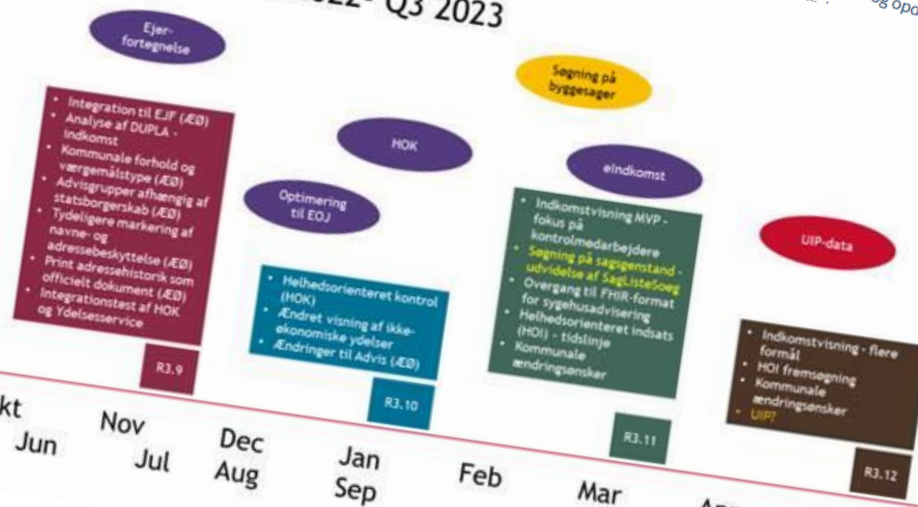 2022- Q3 2023
Ejer-
fortegnelse
Søgning på
byggesager
HOK
eIndkomst
Optimering
til EOJ
UIP-data
• Integration til EJF (ÆØ)
• Analyse af DUPLA -
indkomst
• Kommunale forhold og
værgemålstype (ÆØ)
• Advisgrupper afhængig af
statsborgerskab (ÆØ)
• Tydeligere markering af
navne- og
adressebeskyttelse (ÆØ)
• Print adressehistorik som
officielt dokument (ÆØ)
• Integrationstest af HOK
og Ydelsesservice
R3.9
• Helhedsorienteret kontrol
(HOK)
• Ændret visning af ikke-
økonomiske ydelser
• Ændringer til Advis (ÆØ)
R3.10
• Indkomstvisning MVP -
fokus på
kontrolmedarbejdere
• Søgning på sagsgenstand -
udvidelse af SagListeSoeg
• Overgang til FHIR-format
for sygehusadvisering
• Helhedsorienteret indsats
(HOI) - tidslinje
• Kommunale
ændringsønsker
R3.11
• Indkomstvisning - flere
formål
• HOI fremsøgning
• Kommunale
ændringsønsker
• UIP?
R3.12
kt Nov Dec Jan Feb Mar
Jun Jul Aug Sep